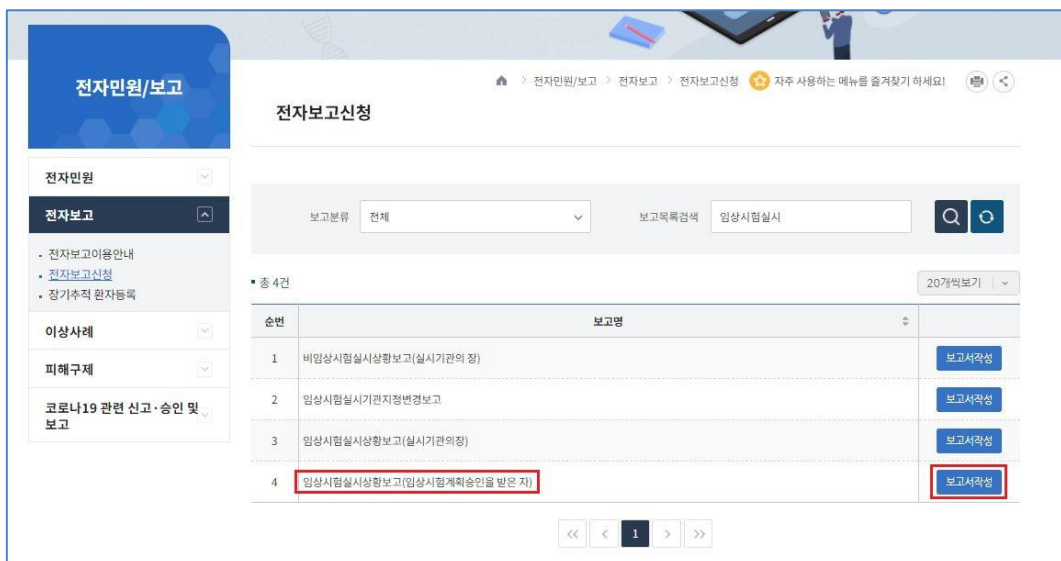 전자민원/보고
전자민원/보고 > 전자보고 > 전자보고신청 자주 사용하는 메뉴를 즐겨찾기 하세요!
전자보고신청
전자민원
전자보고
전자보고이용안내
전자보고신청
장기추적 환자등록
이상사례
피해구제
코로나19 관련 신고·승인 및
보고
보고분류 전체 보고목록검색 임상시험실시
총 4건 20개씩보기
순번 보고명
1 비임상시험실시상황보고(실시기관의 장) 보고서작성
2 임상시험실시기관지정변경보고 보고서작성
3 임상시험실시상황보고(실시기관의장) 보고서작성
4 임상시험실시상황보고(임상시험계획승인을 받은 자) 보고서작성
<< < 1 > >>